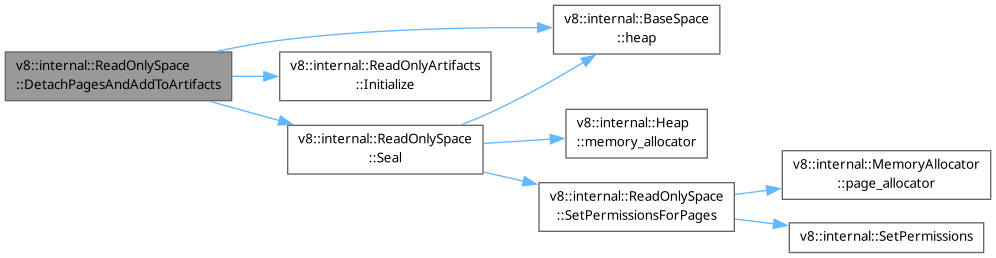 v8::internal::ReadOnlySpace
::DetachPagesAndAddToArtifacts
v8::internal::BaseSpace
::heap
v8::internal::ReadOnlyArtifacts
::Initialize
v8::internal::ReadOnlySpace
::Seal
v8::internal::Heap
::memory_allocator
v8::internal::ReadOnlySpace
::SetPermissionsForPages
v8::internal::MemoryAllocator
::page_allocator
v8::internal::SetPermissions